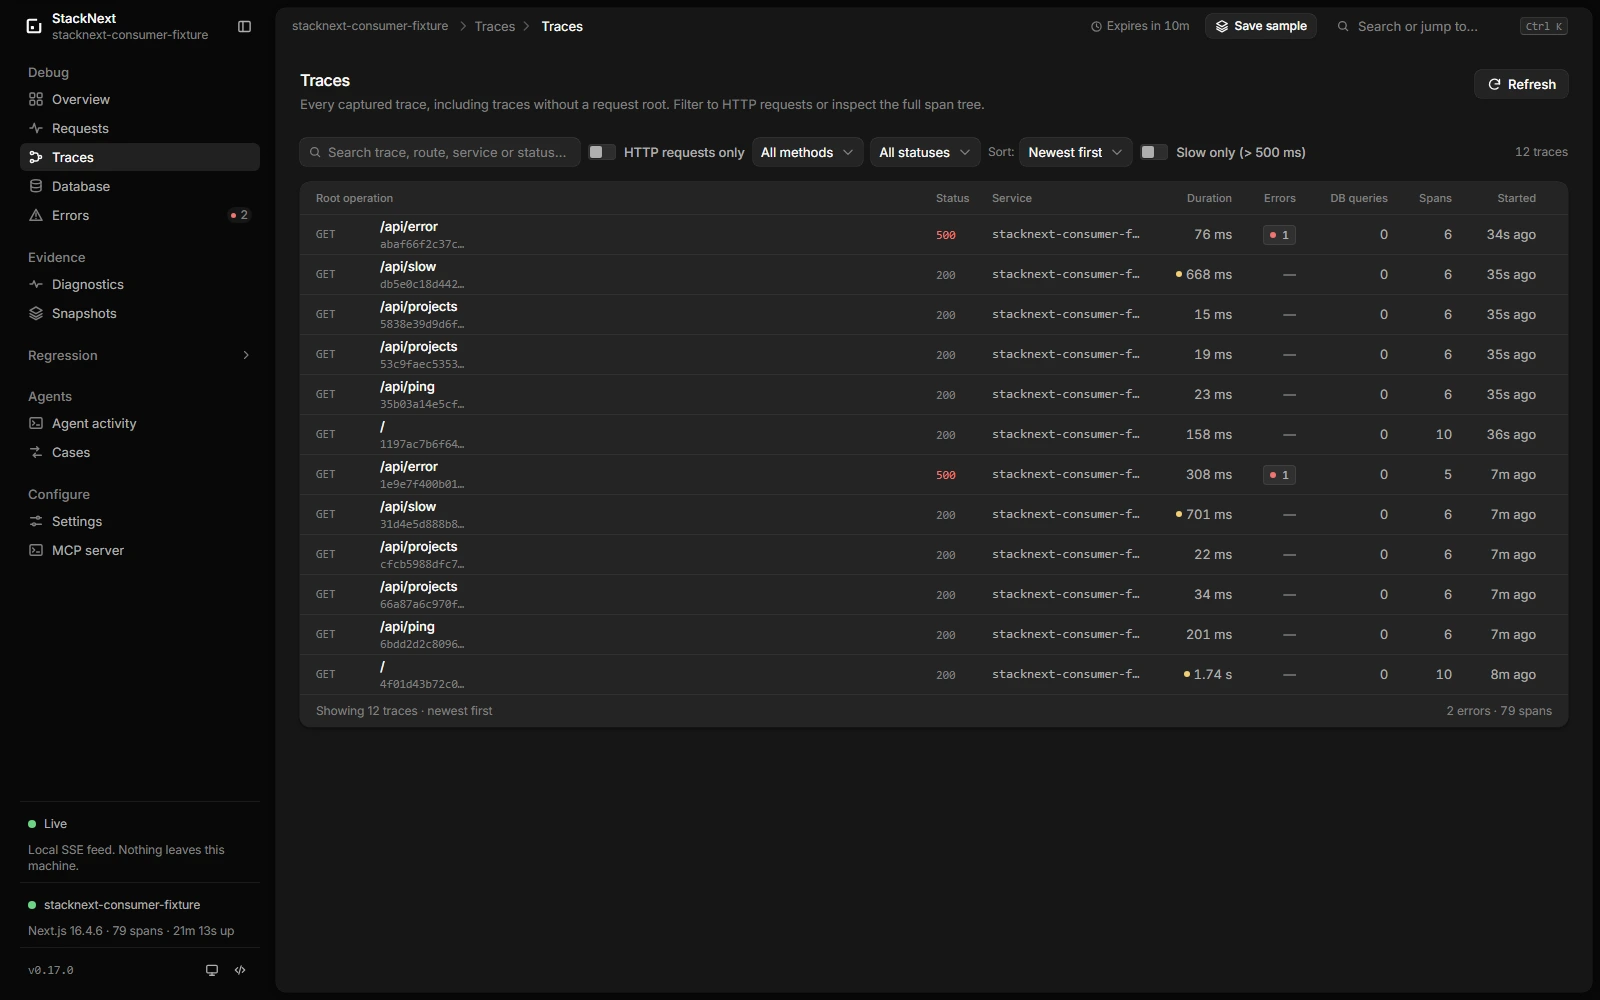 StackNext
stacknext-consumer-fixture
Debug
Overview
Requests
Traces
Database
Errors 2
Evidence
Diagnostics
Snapshots
Regression
Agents
Agent activity
Cases
Configure
Settings
MCP server
Live
Local SSE feed. Nothing leaves this
machine.
stacknext-consumer-fixture
Next.js 16.4.6 · 79 spans · 21m 13s up
v0.17.0
stacknext-consumer-fixture > Traces > Traces
Expires in 10m
Save sample
Search or jump to...
Ctrl K
Traces
Every captured trace, including traces without a request root. Filter to HTTP requests or inspect the full span tree.
Refresh
Search trace, route, service or status...
HTTP requests only
All methods
All statuses
Sort:
Newest first
Slow only (> 500 ms)
12 traces
Root operation Status Service Duration Errors DB queries Spans Started
GET /api/error 500 stacknext-consumer-f… 76 ms 1 0 6 34s ago
abaf66f2c37c…
GET /api/slow 200 stacknext-consumer-f… 668 ms — 0 6 35s ago
db5e0c18d442…
GET /api/projects 200 stacknext-consumer-f… 15 ms — 0 6 35s ago
5838e39d9d6f…
GET /api/projects 200 stacknext-consumer-f… 19 ms — 0 6 35s ago
53c9faec5353…
GET /api/ping 200 stacknext-consumer-f… 23 ms — 0 6 35s ago
35b03a14e5cf…
GET / 200 stacknext-consumer-f… 158 ms — 0 10 36s ago
1197ac7b6f64…
GET /api/error 500 stacknext-consumer-f… 308 ms 1 0 5 7m ago
1e9e7f400b01…
GET /api/slow 200 stacknext-consumer-f… 701 ms — 0 6 7m ago
31d4e5d888b8…
GET /api/projects 200 stacknext-consumer-f… 22 ms — 0 6 7m ago
cfcb5988dfc7…
GET /api/projects 200 stacknext-consumer-f… 34 ms — 0 6 7m ago
66a87a6c970f…
GET /api/ping 200 stacknext-consumer-f… 201 ms — 0 6 7m ago
6bdd2d2c8096…
GET / 200 stacknext-consumer-f… 1.74 s — 0 10 8m ago
4f01d43b72c0…
Showing 12 traces · newest first
2 errors · 79 spans